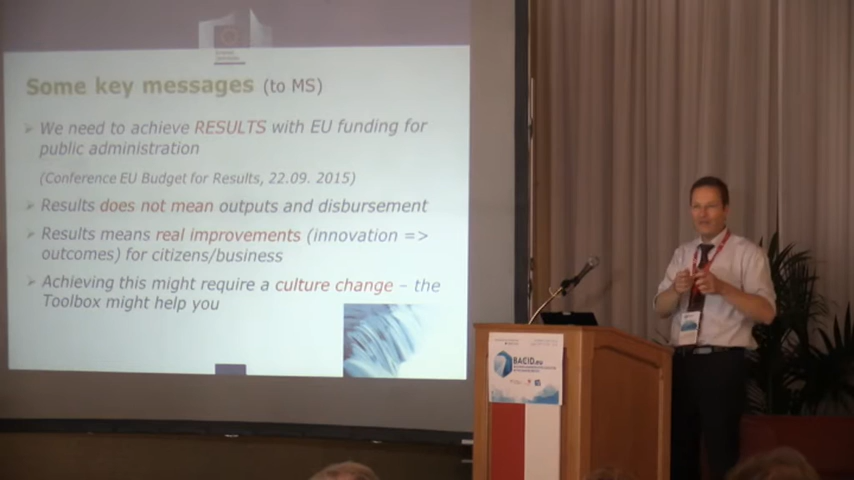 Some key messages (to MS)
➢ We need to achieve RESULTS with EU funding for
public administration
(Conference EU Budget for Results, 22.09. 2015)
➢ Results does not mean outputs and disbursement
➢ Results means real improvements (innovation =>
outcomes) for citizens/business
➢ Achieving this might require a culture change – the
Toolbox might help you
BACID.eu